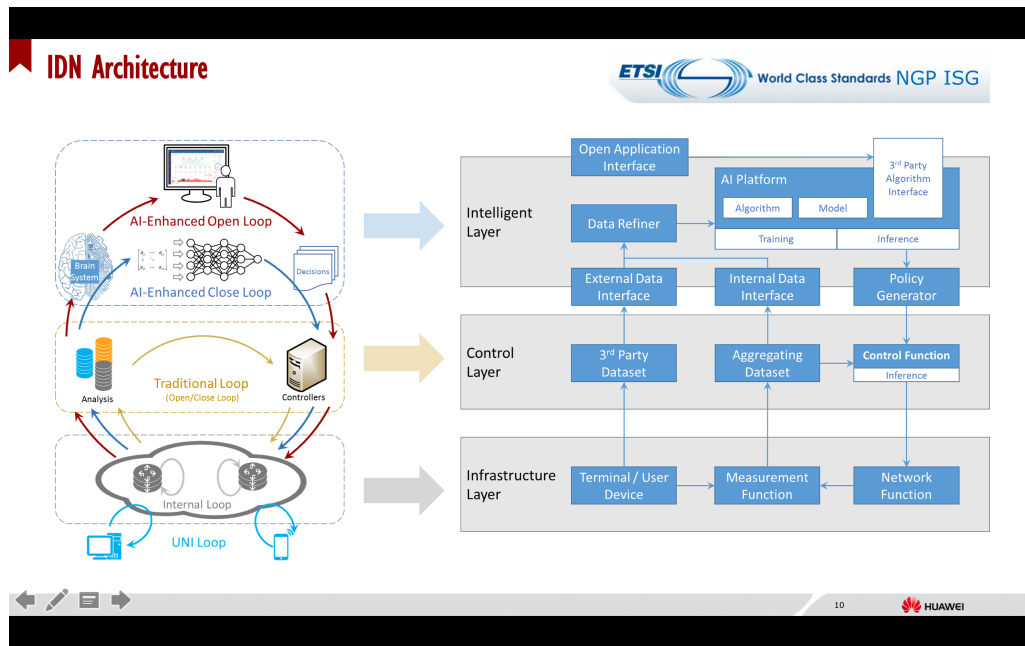 IDN Architecture
ETSI
World Class Standards NGP ISG
AI-Enhanced Open Loop
Brain
System
Decisions
AI-Enhanced Close Loop
Analysis
Traditional Loop
(Open/Close Loop)
Controllers
Internal Loop
UNI Loop
Intelligent
Layer
Open Application
Interface
3rd Party
Algorithm
Interface
AI Platform
Algorithm
Model
Data Refiner
Training
Inference
External Data
Interface
Internal Data
Interface
Policy
Generator
Control
Layer
3rd Party
Dataset
Aggregating
Dataset
Control Function
Inference
Infrastructure
Layer
Terminal / User
Device
Measurement
Function
Network
Function
10
HUAWEI